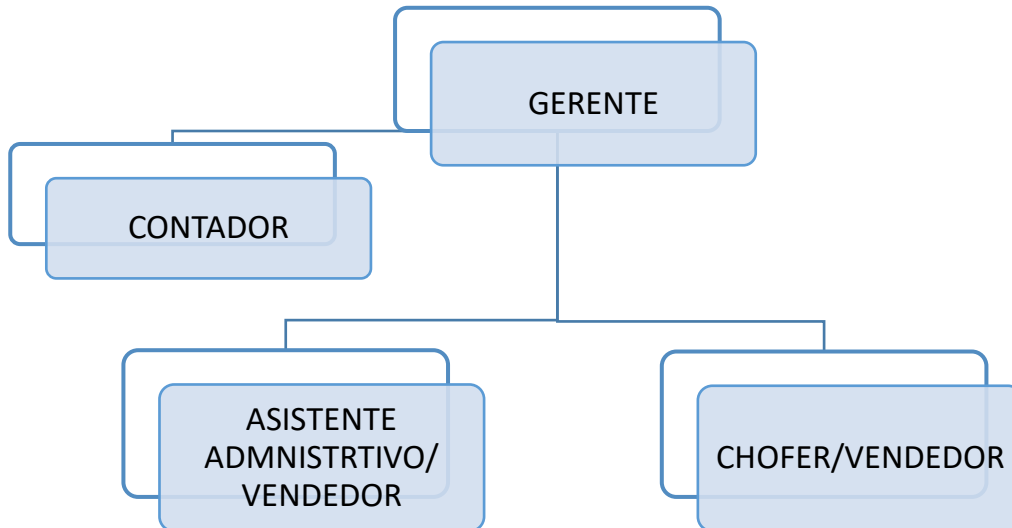 GERENTE
CONTADOR
ASISTENTE
ADMNISTRTIVO/
VENDEDOR
CHOFER/VENDEDOR